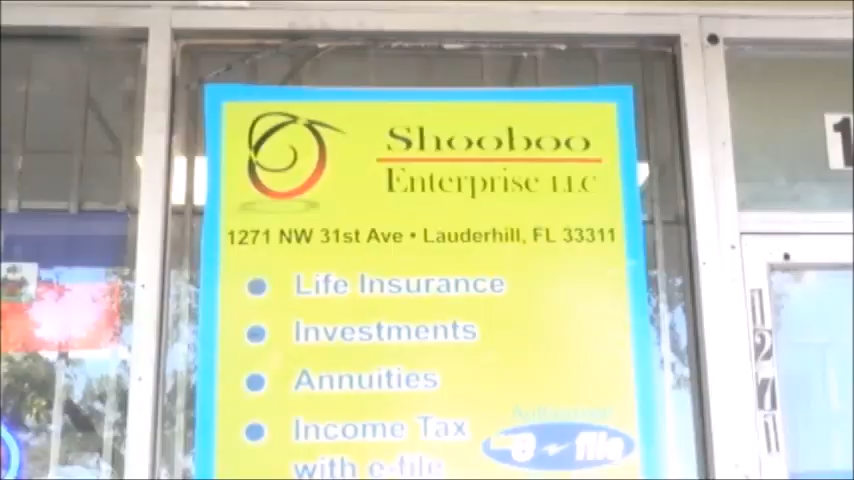 Shooboo
Enterprise LLC
1271 NW 31st Ave • Lauderhill, FL 33311
• Life Insurance
• Investments
• Annuities
• Income Tax
with e-file
e file
1271
1